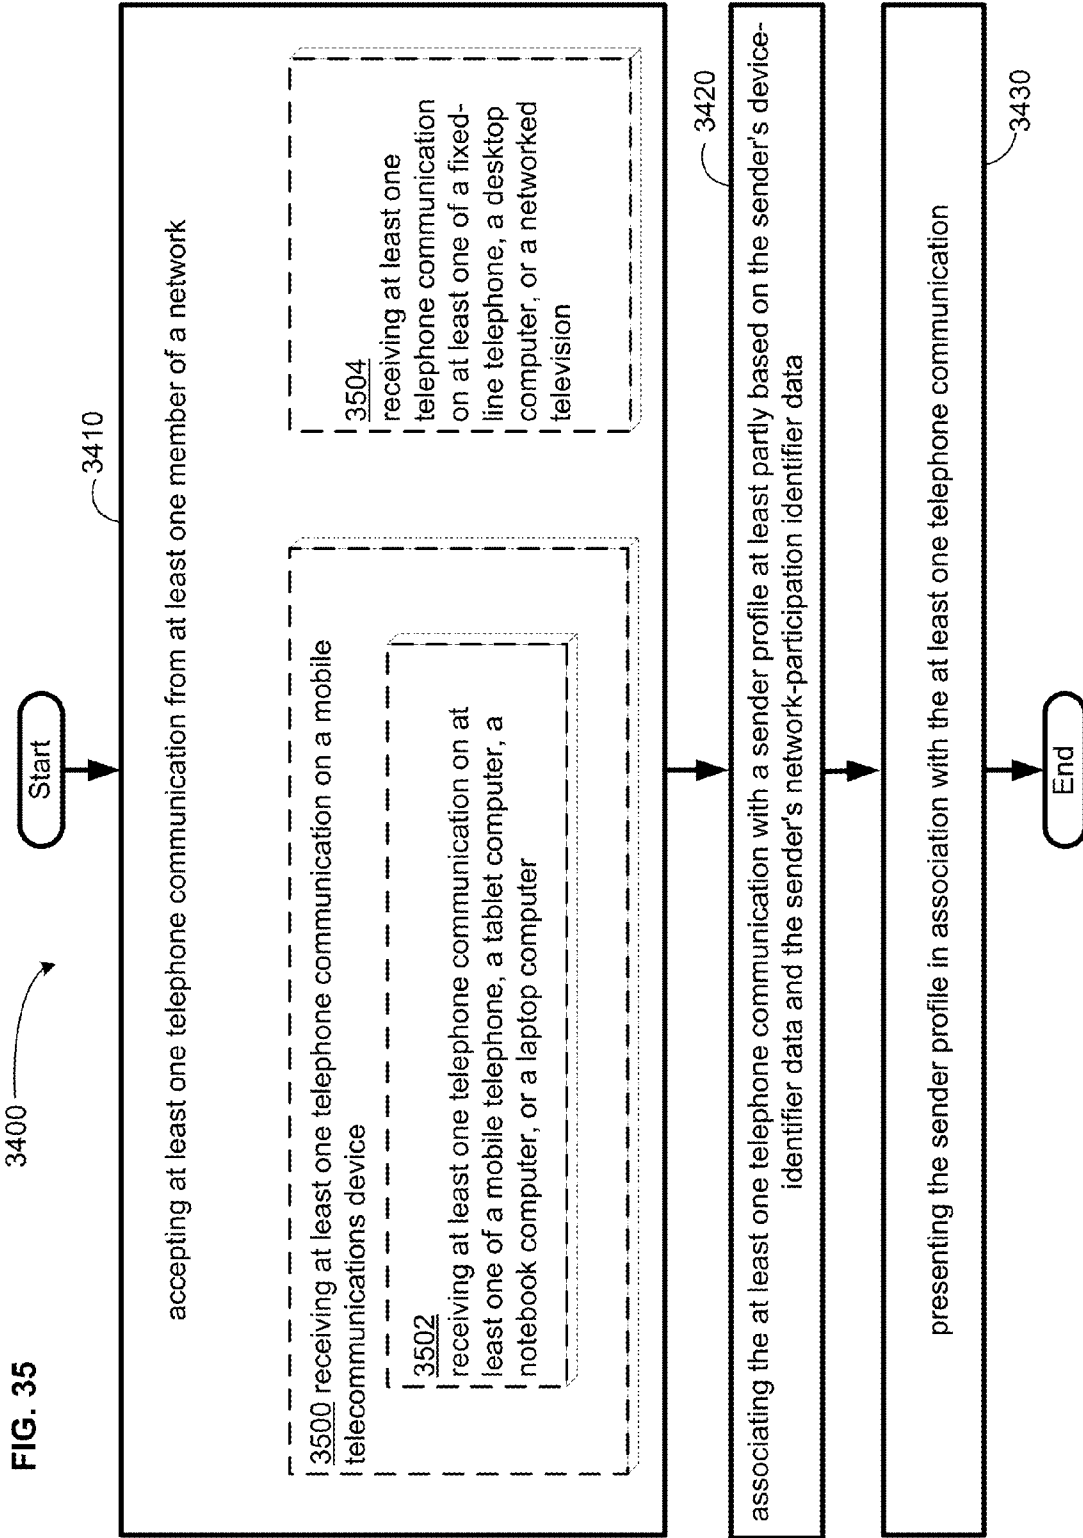 FIG. 35
3400
Start
3410
accepting at least one telephone communication from at least one member of a network
3500 receiving at least one telephone communication on a mobile
telecommunications device
3502
receiving at least one telephone communication on at
least one of a mobile telephone, a tablet computer, a
notebook computer, or a laptop computer
3504
receiving at least one
telephone communication
on at least one of a fixed-
line telephone, a desktop
computer, or a networked
television
3420
associating the at least one telephone communication with a sender profile at least partly based on the sender's device-
identifier data and the sender's network-participation identifier data
3430
presenting the sender profile in association with the at least one telephone communication
End